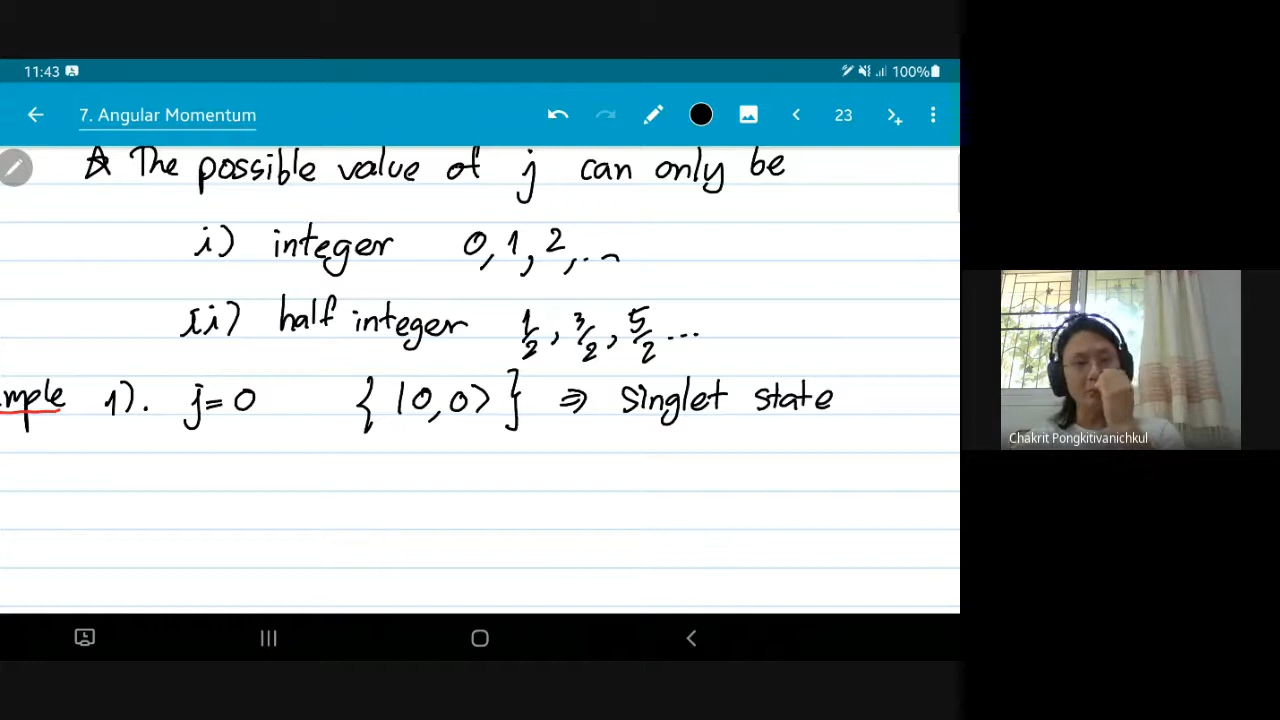 11:43 100%
7. Angular Momentum 23
☆ The possible value of j can only be
i) integer 0, 1, 2, ...
ii) half integer 1/2, 3/2, 5/2 ...
mple 1). j=0 { |0,0> } ⇒ singlet state
Chakrit Pongkitivanichkul